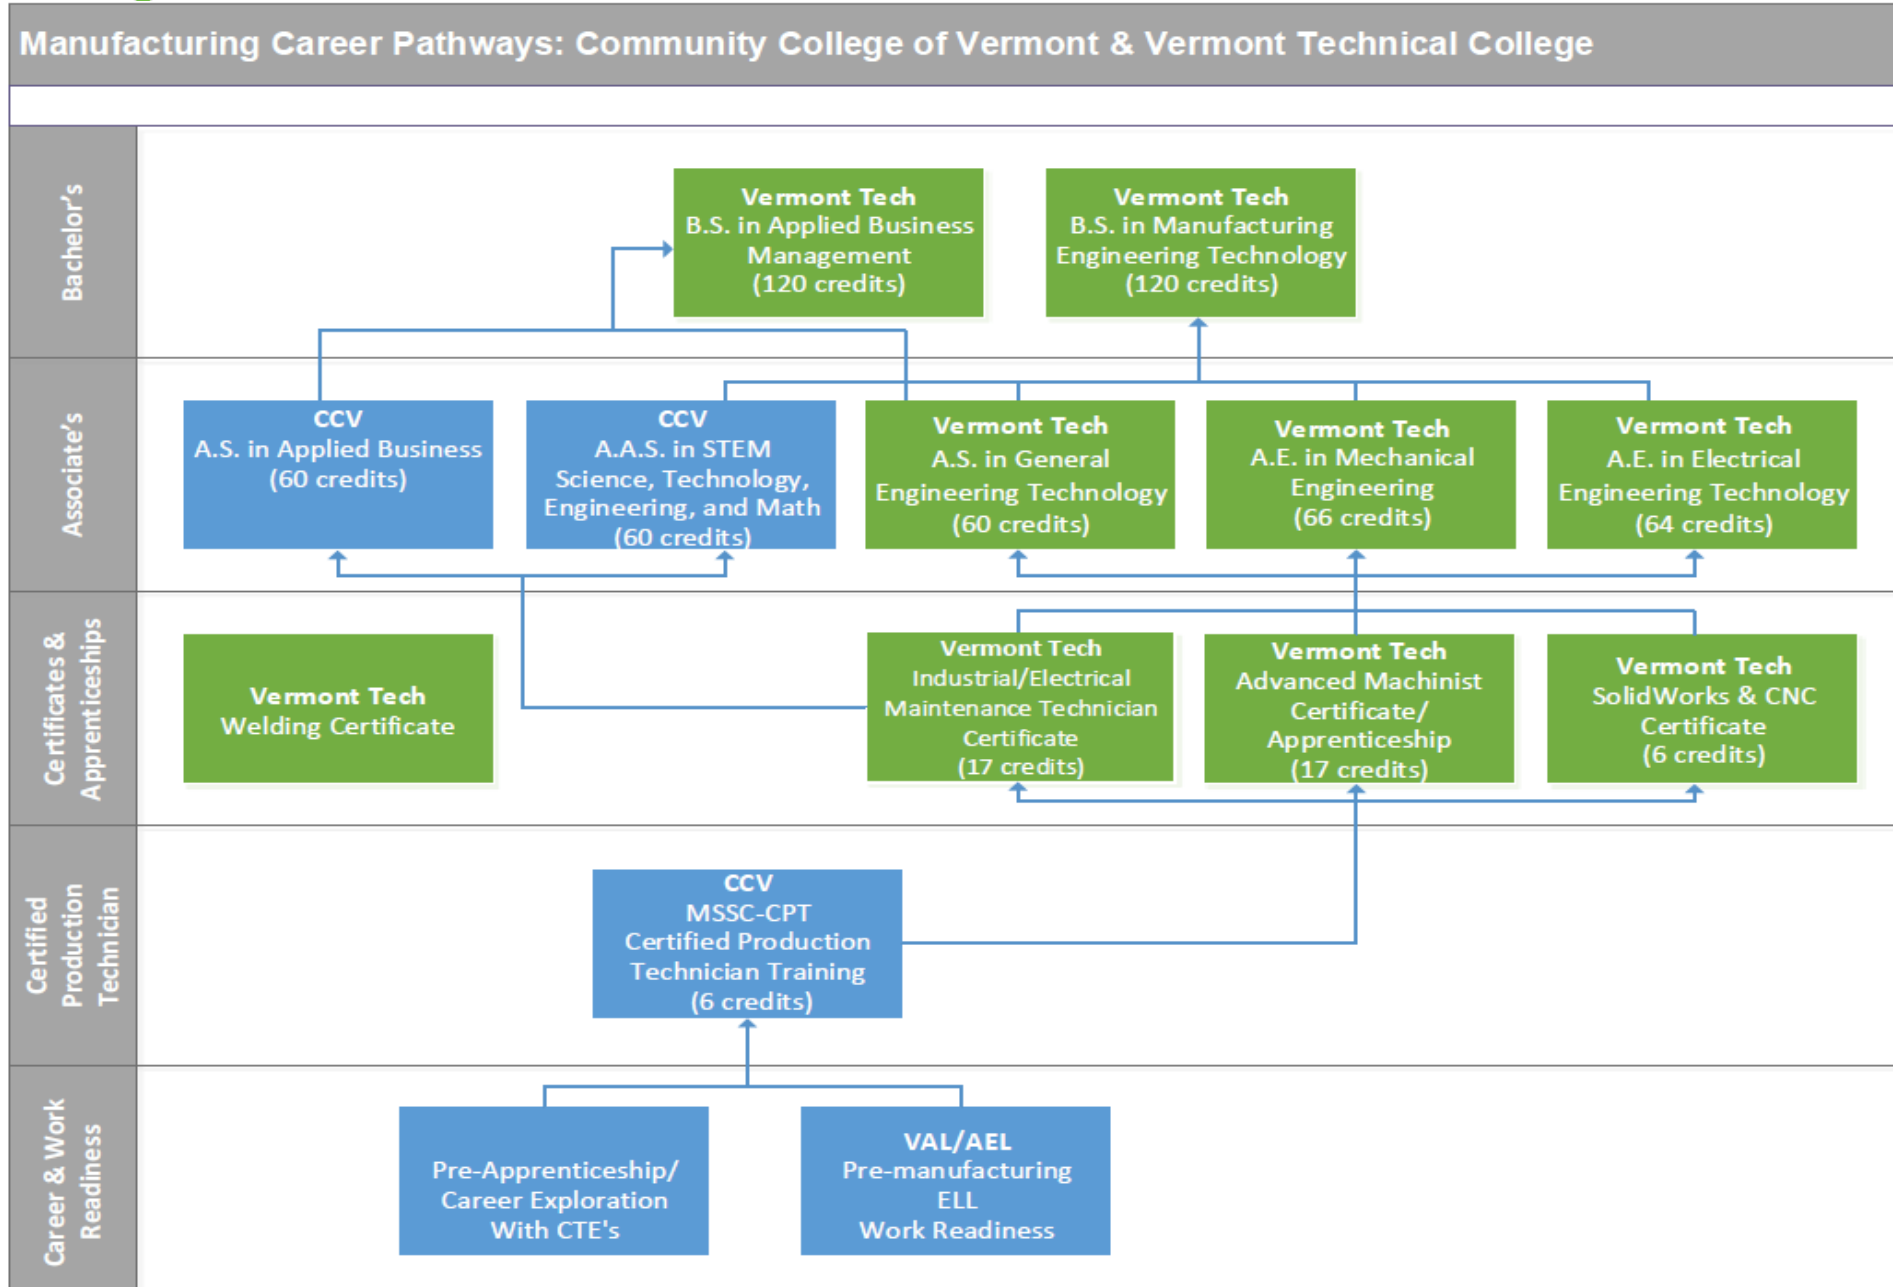 Manufacturing Career Pathways: Community College of Vermont & Vermont Technical College
Bachelor's
Vermont Tech
B.S. in Applied Business
Management
(120 credits)
Vermont Tech
B.S. in Manufacturing
Engineering Technology
(120 credits)
Associate's
CCV
A.S. in Applied Business
(60 credits)
CCV
A.A.S. in STEM
Science, Technology,
Engineering, and Math
(60 credits)
Vermont Tech
A.S. in General
Engineering Technology
(60 credits)
Vermont Tech
A.E. in Mechanical
Engineering
(66 credits)
Vermont Tech
A.E. in Electrical
Engineering Technology
(64 credits)
Certificates &
Apprenticeships
Vermont Tech
Welding Certificate
Vermont Tech
Industrial/Electrical
Maintenance Technician
Certificate
(17 credits)
Vermont Tech
Advanced Machinist
Certificate/
Apprenticeship
(17 credits)
Vermont Tech
SolidWorks & CNC
Certificate
(6 credits)
Certified
Production
Technician
CCV
MSSC-CPT
Certified Production
Technician Training
(6 credits)
Career & Work
Readiness
Pre-Apprenticeship/
Career Exploration
With CTE's
VAL/AEL
Pre-manufacturing
ELL
Work Readiness